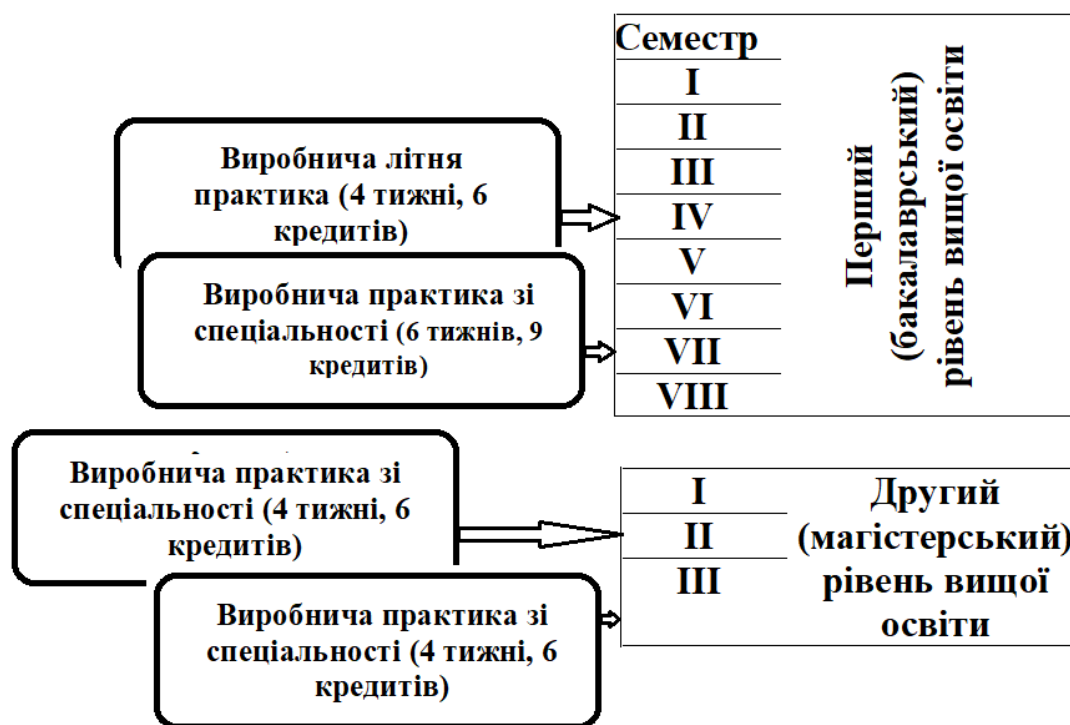 Семестр
I
II
III
IV
V
VI
VII
VIII
Перший
(бакалаврський)
рівень вищої освіти
Виробнича літня
практика (4 тижні, 6
кредитів)
Виробнича практика зі
спеціальності (6 тижнів, 9
кредитів)
Виробнича практика зі
спеціальності (4 тижні, 6
кредитів)
Виробнича практика зі
спеціальності (4 тижні, 6
кредитів)
I
II
III
Другий
(магістерський)
рівень вищої
освіти